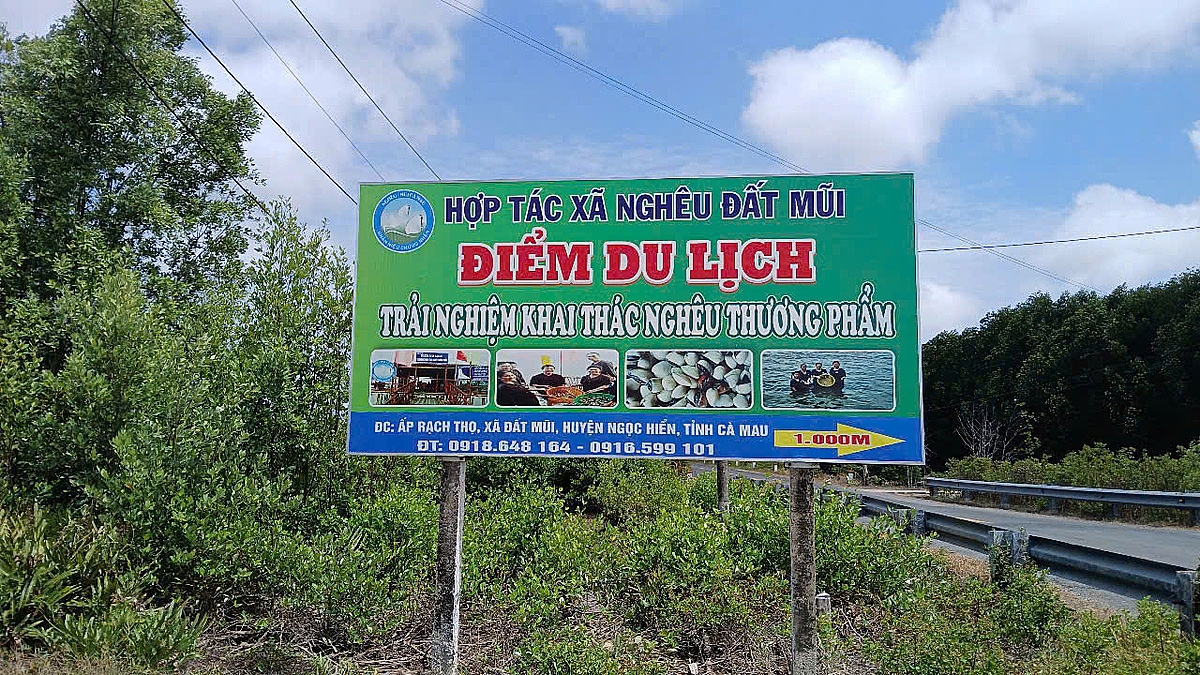 HỢP TÁC XÃ NGHÊU ĐẤT MŨI
ĐIỂM DU LỊCH
TRẢI NGHIỆM KHAI THÁC NGHÊU THƯƠNG PHẨM
ĐC: ẤP RẠCH THỌ, XÃ ĐẤT MŨI, HUYỆN NGỌC HIỂN, TỈNH CÀ MAU
ĐT: 0918.648 164 - 0916.599 101
1.000M